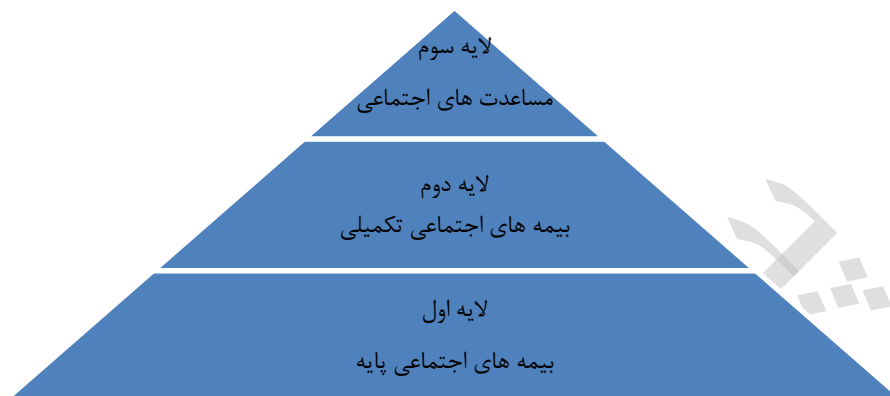 لایه سوم
مساعدت های اجتماعی
لایه دوم
بیمه های اجتماعی تکمیلی
لایه اول
بیمه های اجتماعی پایه